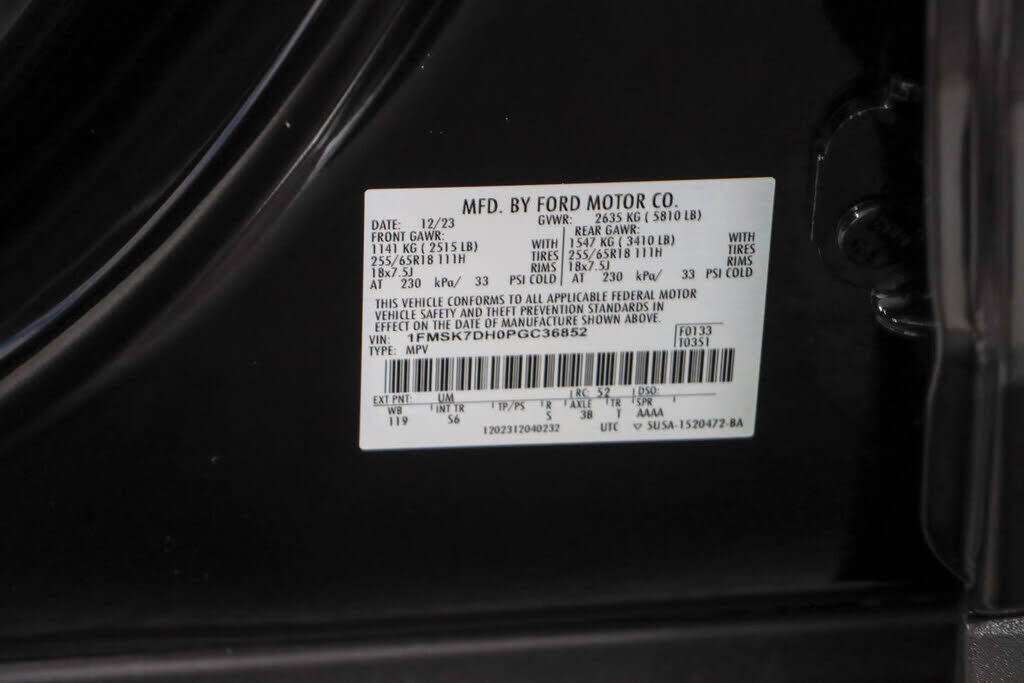 MFD. BY FORD MOTOR CO.
DATE: 12/23 GVWR: 2635 KG ( 5810 LB)
FRONT GAWR: REAR GAWR:
1141 KG ( 2515 LB) WITH 1547 KG ( 3410 LB) WITH
255/65R18 111H TIRES 255/65R18 111H TIRES
18x7.5J RIMS 18x7.5J RIMS
AT 230 kPa/ 33 PSI COLD AT 230 kPa/ 33 PSI COLD
THIS VEHICLE CONFORMS TO ALL APPLICABLE FEDERAL MOTOR
VEHICLE SAFETY AND THEFT PREVENTION STANDARDS IN
EFFECT ON THE DATE OF MANUFACTURE SHOWN ABOVE.
VIN: 1FMSK7DH0PGC36852 F0133
TYPE: MPV T0351
EXT PNT: UM RC: 52 DSO:
WB INT TR TP/PS R AXLE TR SPR
119 S6 S 3B T AAAA
1202312040232 UTC ▽ 5USA-1520472-BA